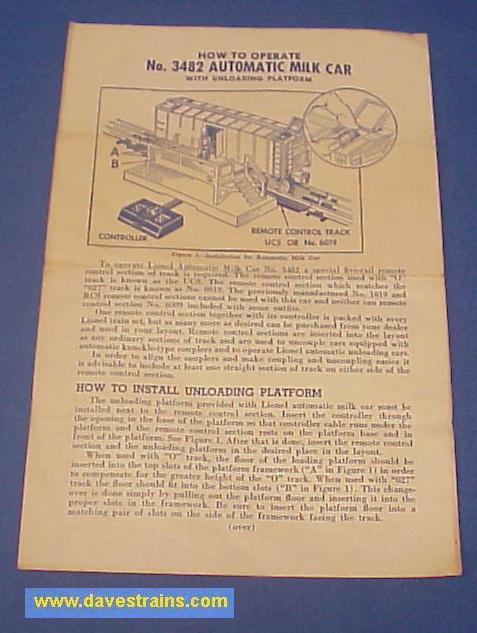 HOW TO OPERATE
No. 3482 AUTOMATIC MILK CAR
WITH UNLOADING PLATFORM
A
B
CONTROLLER
REMOTE CONTROL TRACK
UCS OR No. 6019
Figure 1—Installation for Automatic Milk Car
To operate Lionel Automatic Milk Car No. 3482 a special five-rail remote
control section of track is required. The remote control section used with "O"
track is known as the UCS. The remote control section which matches the
"027" track is known as No. 6019. The previously manufactured No. 1019 and
RCS remote control sections cannot be used with this car and neither can remote
control section No. 6009 included with some outfits.
One remote control section together with its controller is packed with every
Lionel train set, but as many more as desired can be purchased from your dealer
and used in your layout. Remote control sections are inserted into the layout
as any ordinary sections of track and are used to uncouple cars equipped with
automatic knuckle-type couplers and to operate Lionel automatic unloading cars.
In order to align the couplers and make coupling and uncoupling easier it
is advisable to include at least one straight section of track on either side of the
remote control section.
HOW TO INSTALL UNLOADING PLATFORM
The unloading platform provided with Lionel automatic milk car must be
installed next to the remote control section. Insert the controller through
the opening in the base of the platform so that controller cable runs under the
platform and the remote control section rests on the platform base and in
front of the platform. See Figure 1. After that is done, insert the remote control
section and the unloading platform in the desired place in the layout.
When used with "O" track, the floor of the loading platform should be
inserted into the top slots of the platform framework ("A" in Figure 1) in order
to compensate for the greater height of the "O" track. When used with "027"
track the floor should fit into the bottom slots ("B" in Figure 1). This change-
over is done simply by pulling out the platform floor and inserting it into the
proper slots in the framework. Be sure to insert the platform floor into a
matching pair of slots on the side of the framework facing the track.
(over)
www.davestrains.com